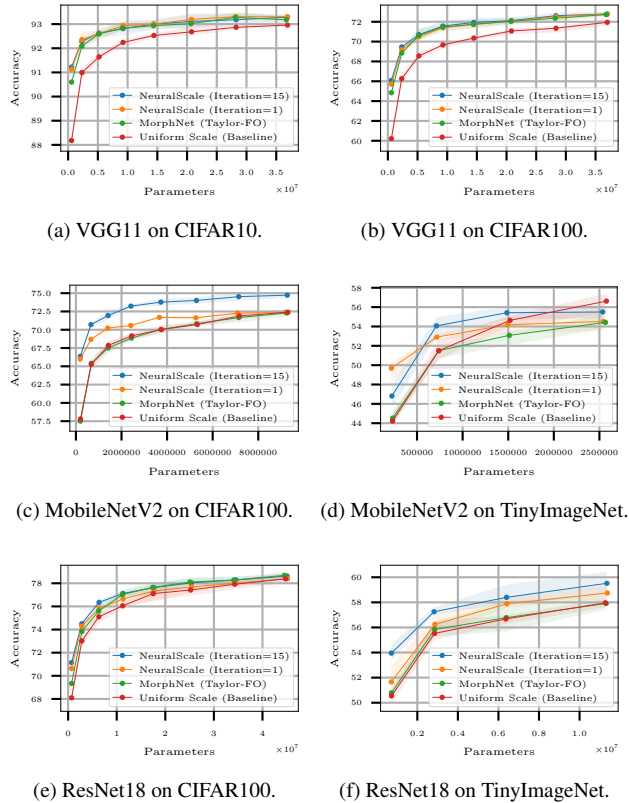 93
92
91
90
89
88
Accuracy
0.0 0.5 1.0 1.5 2.0 2.5 3.0 3.5
×10⁷
Parameters
NeuralScale (Iteration=15)
NeuralScale (Iteration=1)
MorphNet (Taylor-FO)
Uniform Scale (Baseline)
(a) VGG11 on CIFAR10.
72
70
68
66
64
62
60
Accuracy
0.0 0.5 1.0 1.5 2.0 2.5 3.0 3.5
×10⁷
Parameters
NeuralScale (Iteration=15)
NeuralScale (Iteration=1)
MorphNet (Taylor-FO)
Uniform Scale (Baseline)
(b) VGG11 on CIFAR100.
75.0
72.5
70.0
67.5
65.0
62.5
60.0
57.5
Accuracy
0 2000000 4000000 6000000 8000000
Parameters
NeuralScale (Iteration=15)
NeuralScale (Iteration=1)
MorphNet (Taylor-FO)
Uniform Scale (Baseline)
(c) MobileNetV2 on CIFAR100.
58
56
54
52
50
48
46
44
Accuracy
500000 1000000 1500000 2000000 2500000
Parameters
NeuralScale (Iteration=15)
NeuralScale (Iteration=1)
MorphNet (Taylor-FO)
Uniform Scale (Baseline)
(d) MobileNetV2 on TinyImageNet.
78
76
74
72
70
68
Accuracy
0 1 2 3 4
×10⁷
Parameters
NeuralScale (Iteration=15)
NeuralScale (Iteration=1)
MorphNet (Taylor-FO)
Uniform Scale (Baseline)
(e) ResNet18 on CIFAR100.
60
58
56
54
52
50
Accuracy
0.2 0.4 0.6 0.8 1.0
×10⁷
Parameters
NeuralScale (Iteration=15)
NeuralScale (Iteration=1)
MorphNet (Taylor-FO)
Uniform Scale (Baseline)
(f) ResNet18 on TinyImageNet.